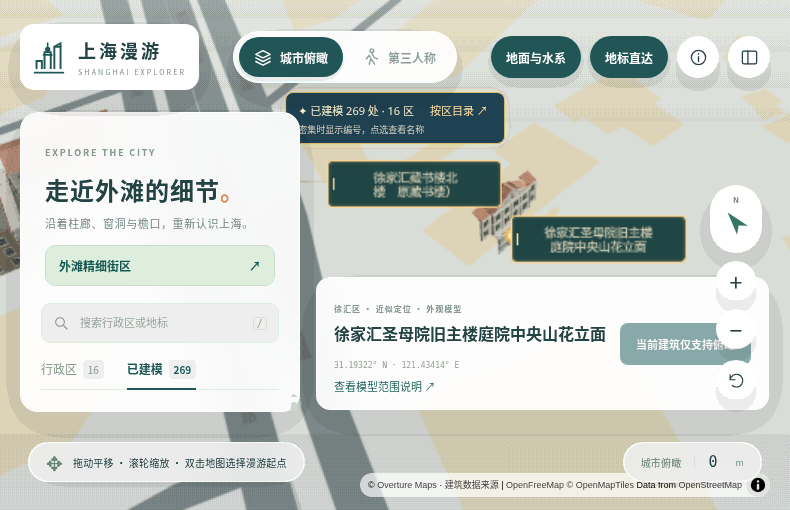 上海漫游
SHANGHAI EXPLORER
城市俯瞰
第三人称
地面与水系
地标直达
✦ 已建模 269 处 · 16 区 按区目录 ↗
密集时显示编号，点选查看名称
EXPLORE THE CITY
走近外滩的细节。
沿着柱廊、窗洞与檐口，重新认识上海。
外滩精细街区 ↗
搜索行政区或地标 /
行政区 16
已建模 269
徐家汇藏书楼北
楼（原藏书楼）
徐家汇圣母院旧主楼
庭院中央山花立面
N
徐汇区 · 近似定位 · 外观模型
徐家汇圣母院旧主楼庭院中央山花立面
31.19322° N · 121.43414° E
查看模型范围说明 ↗
当前建筑仅支持俯
拖动平移 · 滚轮缩放 · 双击地图选择漫游起点
城市俯瞰 0 m
© Overture Maps · 建筑数据来源 | OpenFreeMap © OpenMapTiles Data from OpenStreetMap